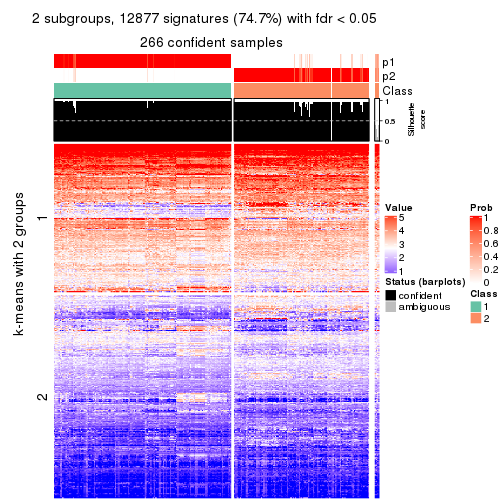 2 subgroups, 12877 signatures (74.7%) with fdr < 0.05
266 confident samples
p1
p2
Class
1
0.5
0
Silhouette
score
k-means with 2 groups
1
2
Value
5
4
3
2
1
Status (barplots)
confident
ambiguous
Prob
1
0.8
0.6
0.4
0.2
0
Class
1
2